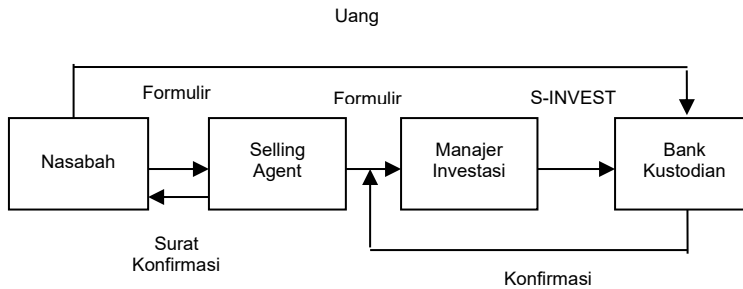 Uang
Formulir
Formulir
S-INVEST
Nasabah
Selling
Agent
Manajer
Investasi
Bank
Kustodian
Surat
Konfirmasi
Konfirmasi